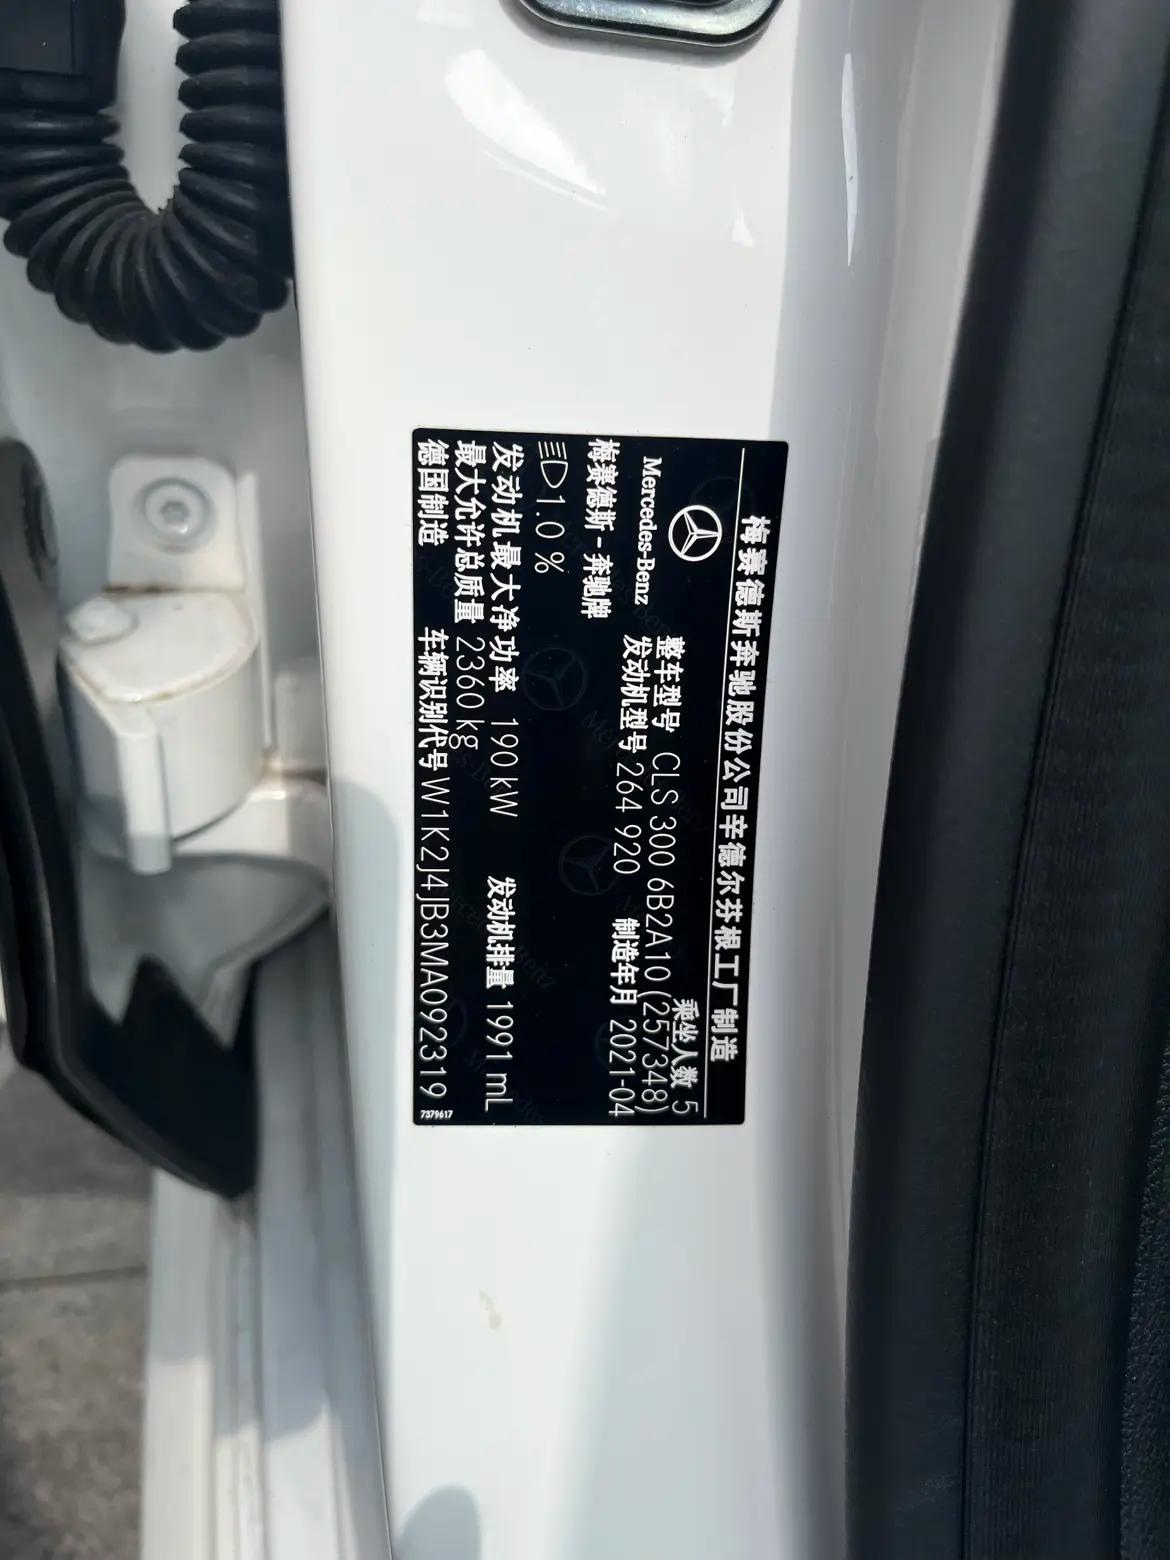 梅赛德斯奔驰股份公司辛德尔芬根工厂制造
Mercedes-Benz
乘坐人数 5
整车型号 CLS 300 6B2A10 (257348)
梅赛德斯-奔驰牌 发动机型号 264 920 制造年月 2021-04
1.0 %
发动机最大净功率 190 kW 发动机排量 1991 mL
最大允许总质量 2360 kg
德国制造 车辆识别代号 W1K2J4JB3MA092319
7379617